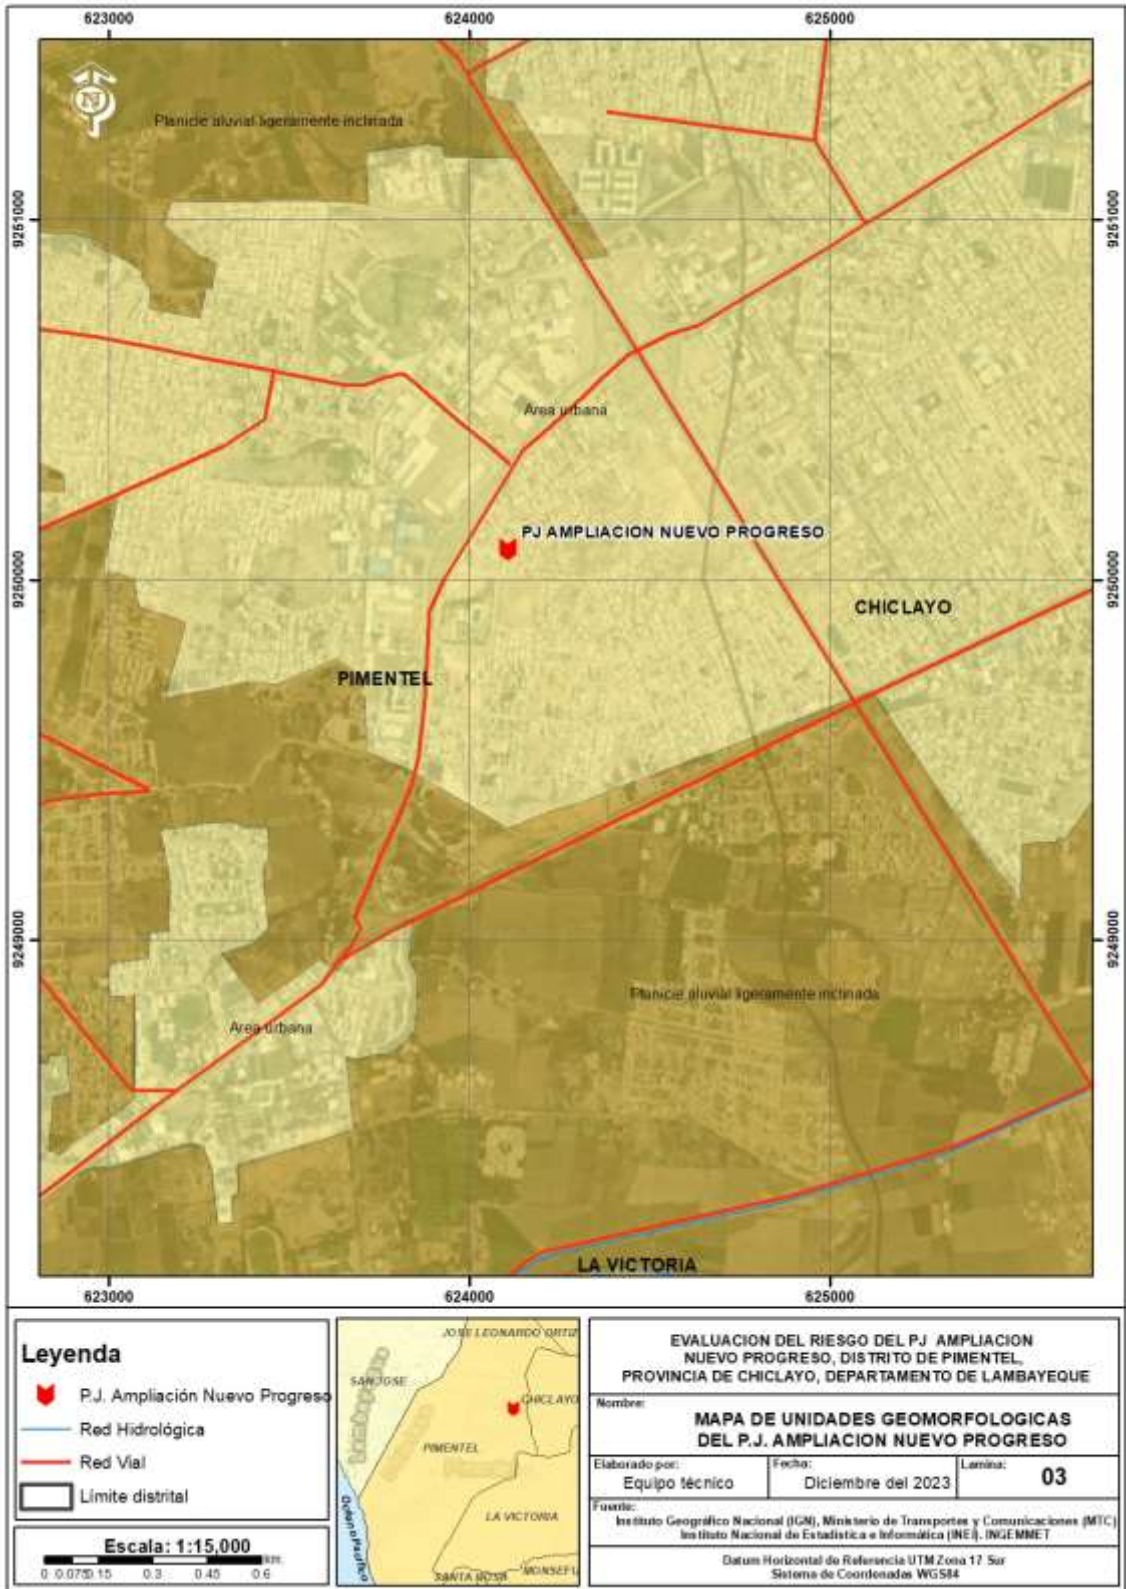 623000
624000
625000
N
Planicie aluvial ligeramente inclinada
9251000
9251000
Area urbana
PJ AMPLIACION NUEVO PROGRESO
9250000
9250000
CHICLAYO
PIMENTEL
9249000
9249000
Planicie aluvial ligeramente inclinada
Area urbana
LA VICTORIA
623000
624000
625000
Leyenda
P.J. Ampliación Nuevo Progreso
Red Hidrológica
Red Vial
Limite distrital
Escala: 1:15,000
km
0 0.075 0.15 0.3 0.45 0.6
JOSE LEONARDO ORTIZ
SAN JOSE
CHICLAYO
PIMENTEL
LA VICTORIA
Océano Pacífico
SANTA ROSA
MONSEFU
EVALUACION DEL RIESGO DEL PJ AMPLIACION
NUEVO PROGRESO, DISTRITO DE PIMENTEL,
PROVINCIA DE CHICLAYO, DEPARTAMENTO DE LAMBAYEQUE
Nombre:
MAPA DE UNIDADES GEOMORFOLOGICAS
DEL P.J. AMPLIACION NUEVO PROGRESO
Elaborado por:
Equipo técnico
Fecha:
Diciembre del 2023
Lamina:
03
Fuente:
Instituto Geográfico Nacional (IGN), Ministerio de Transportes y Comunicaciones (MTC)
Instituto Nacional de Estadística e Informática (INEI). INGEMMET
Datum Horizontal de Referencia UTM Zona 17 Sur
Sistema de Coordenadas WGS84